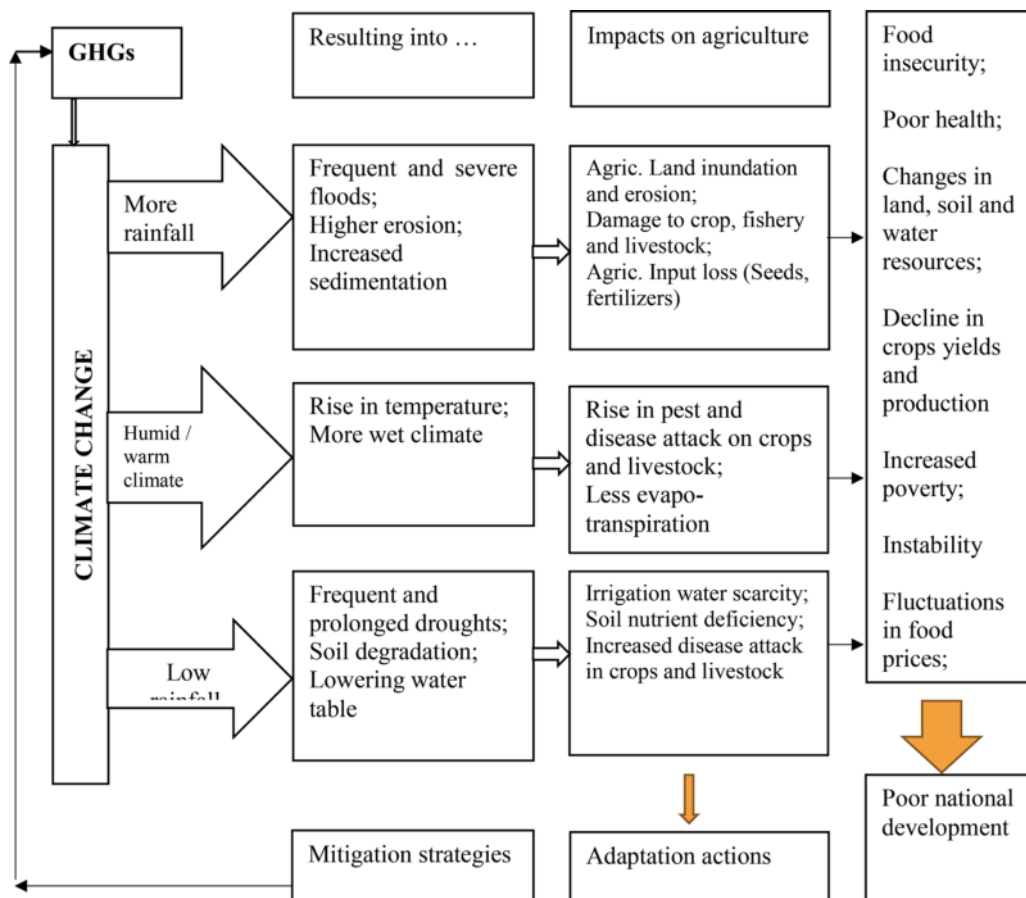 GHGs
Resulting into …
Impacts on agriculture
Food
insecurity;
Poor health;
Changes in
land, soil and
water
resources;
Decline in
crops yields and
production
Increased
poverty;
Instability
Fluctuations
in food
prices;
CLIMATE CHANGE
More
rainfall
Frequent and severe
floods;
Higher erosion;
Increased
sedimentation
Agric. Land inundation
and erosion;
Damage to crop, fishery
and livestock;
Agric. Input loss (Seeds,
fertilizers)
Humid /
warm
climate
Rise in temperature;
More wet climate
Rise in pest and
disease attack on crops
and livestock;
Less evapo-
transpiration
Low
rainfall
Frequent and
prolonged droughts;
Soil degradation;
Lowering water
table
Irrigation water scarcity;
Soil nutrient deficiency;
Increased disease attack
in crops and livestock
Poor national
development
Mitigation strategies
Adaptation actions